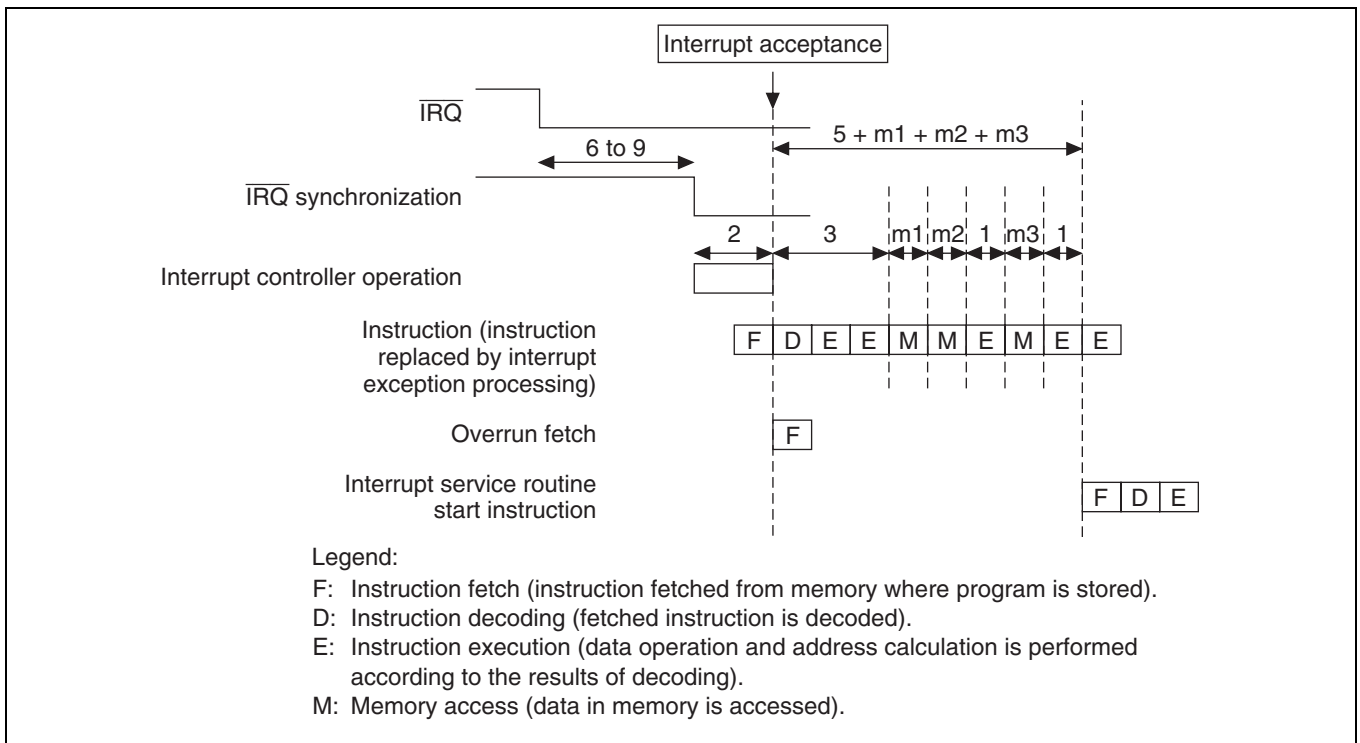 Interrupt acceptance
IRQ
5 + m1 + m2 + m3
6 to 9
IRQ synchronization
2 3 m1 m2 1 m3 1
Interrupt controller operation
Instruction (instruction
replaced by interrupt
exception processing)
F D E E M M E M E E
Overrun fetch
F
Interrupt service routine
start instruction
F D E
Legend:
F: Instruction fetch (instruction fetched from memory where program is stored).
D: Instruction decoding (fetched instruction is decoded).
E: Instruction execution (data operation and address calculation is performed
according to the results of decoding).
M: Memory access (data in memory is accessed).